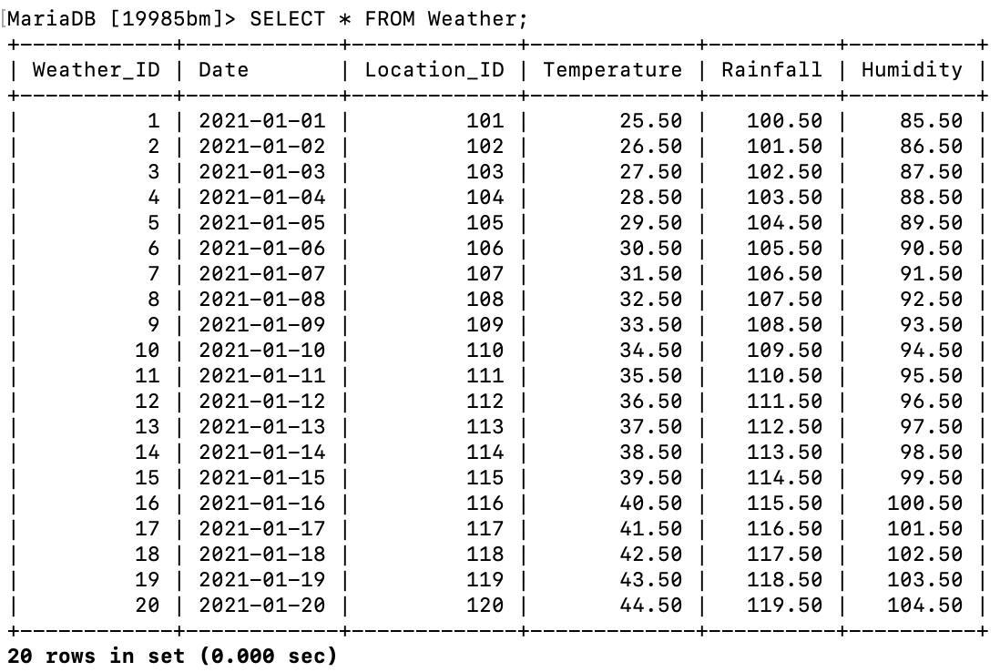 [MariaDB [19985bm]> SELECT * FROM Weather;
+------------+------------+-------------+-------------+----------+----------+
| Weather_ID | Date       | Location_ID | Temperature | Rainfall | Humidity |
+------------+------------+-------------+-------------+----------+----------+
|          1 | 2021-01-01 |         101 |       25.50 |   100.50 |    85.50 |
|          2 | 2021-01-02 |         102 |       26.50 |   101.50 |    86.50 |
|          3 | 2021-01-03 |         103 |       27.50 |   102.50 |    87.50 |
|          4 | 2021-01-04 |         104 |       28.50 |   103.50 |    88.50 |
|          5 | 2021-01-05 |         105 |       29.50 |   104.50 |    89.50 |
|          6 | 2021-01-06 |         106 |       30.50 |   105.50 |    90.50 |
|          7 | 2021-01-07 |         107 |       31.50 |   106.50 |    91.50 |
|          8 | 2021-01-08 |         108 |       32.50 |   107.50 |    92.50 |
|          9 | 2021-01-09 |         109 |       33.50 |   108.50 |    93.50 |
|         10 | 2021-01-10 |         110 |       34.50 |   109.50 |    94.50 |
|         11 | 2021-01-11 |         111 |       35.50 |   110.50 |    95.50 |
|         12 | 2021-01-12 |         112 |       36.50 |   111.50 |    96.50 |
|         13 | 2021-01-13 |         113 |       37.50 |   112.50 |    97.50 |
|         14 | 2021-01-14 |         114 |       38.50 |   113.50 |    98.50 |
|         15 | 2021-01-15 |         115 |       39.50 |   114.50 |    99.50 |
|         16 | 2021-01-16 |         116 |       40.50 |   115.50 |   100.50 |
|         17 | 2021-01-17 |         117 |       41.50 |   116.50 |   101.50 |
|         18 | 2021-01-18 |         118 |       42.50 |   117.50 |   102.50 |
|         19 | 2021-01-19 |         119 |       43.50 |   118.50 |   103.50 |
|         20 | 2021-01-20 |         120 |       44.50 |   119.50 |   104.50 |
+------------+------------+-------------+-------------+----------+----------+
20 rows in set (0.000 sec)